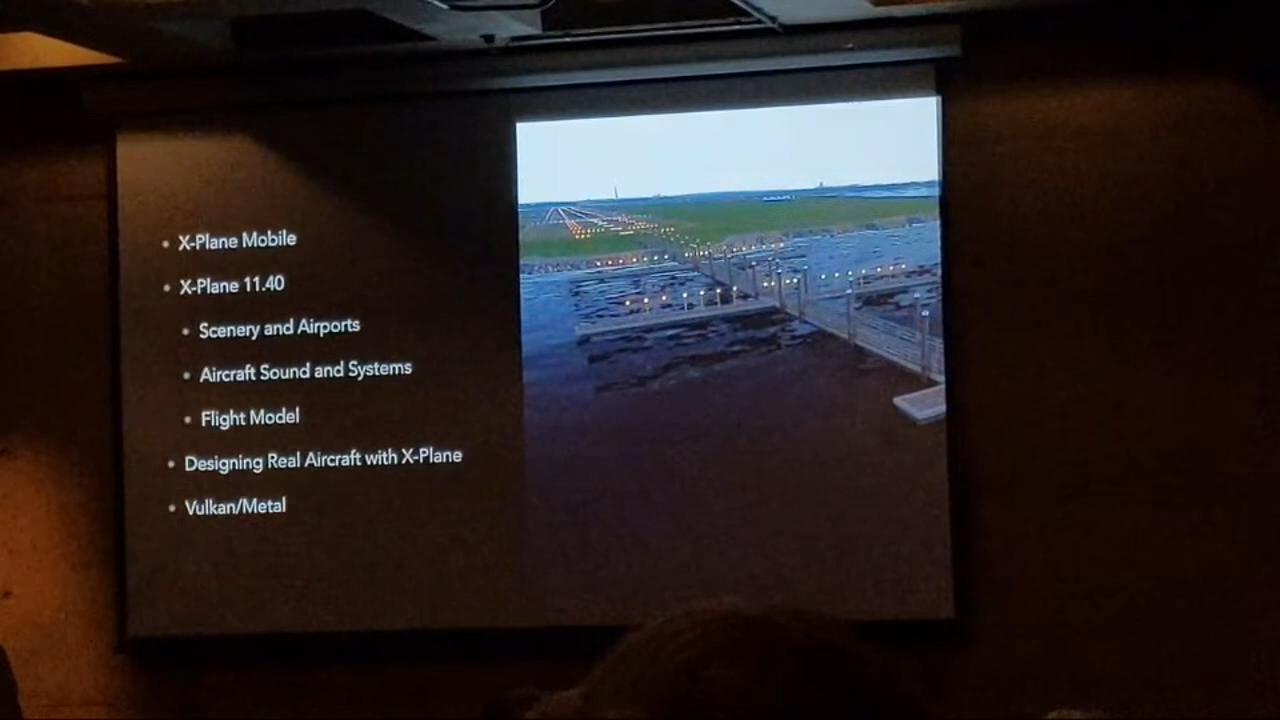 • X-Plane Mobile
• X-Plane 11.40
• Scenery and Airports
• Aircraft Sound and Systems
• Flight Model
• Designing Real Aircraft with X-Plane
• Vulkan/Metal